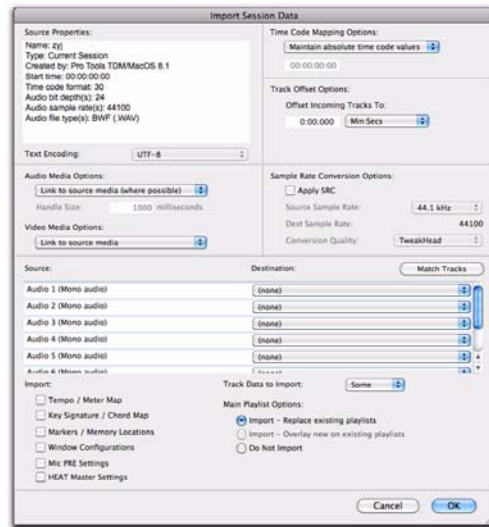 Import Session Data
Source Properties:
Name: zyj
Type: Current Session
Created by: Pro Tools TDM/MacOS 8.1
Start time: 00:00:00:00
Time code format: 30
Audio bit depth(s): 24
Audio sample rate(s): 44100
Audio file type(s): BWF (.WAV)
Text Encoding: UTF-8
Time Code Mapping Options:
Maintain absolute time code values
00:00:00:00
Track Offset Options:
Offset Incoming Tracks To:
0:00.000 Min:Secs
Audio Media Options:
Link to source media (where possible)
Handle Size: 1000 milliseconds
Video Media Options:
Link to source media
Sample Rate Conversion Options:
Apply SRC
Source Sample Rate: 44.1 kHz
Dest Sample Rate: 44100
Conversion Quality: TweakHead
Source: Destination: Match Tracks
Audio 1 (Mono audio) (none)
Audio 2 (Mono audio) (none)
Audio 3 (Mono audio) (none)
Audio 4 (Mono audio) (none)
Audio 5 (Mono audio) (none)
Audio 6 (Mono audio) (none)
Import:
Tempo / Meter Map
Key Signature / Chord Map
Markers / Memory Locations
Window Configurations
Mic PRE Settings
HEAT Master Settings
Track Data to Import: Some
Main Playlist Options:
Import - Replace existing playlists
Import - Overlay new on existing playlists
Do Not Import
Cancel OK